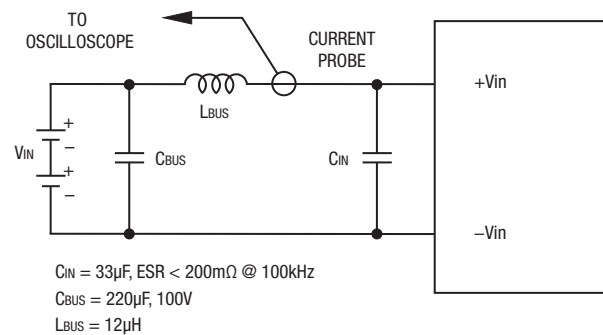 TO
OSCILLOSCOPE
CURRENT
PROBE
LBUS
+Vin
VIN
+
−
+
−
CBUS
CIN
−Vin
CIN = 33µF, ESR < 200mΩ @ 100kHz
CBUS = 220µF, 100V
LBUS = 12µH